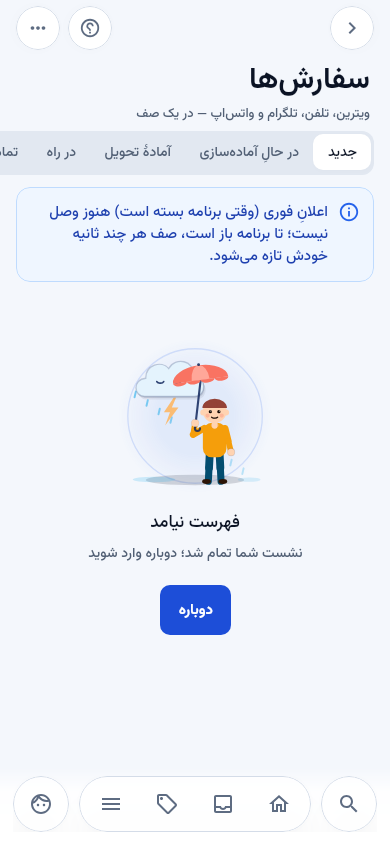 سفارش‌ها
ویترین، تلفن، تلگرام و واتس‌اپ — در یک صف
جدید
در حالِ آماده‌سازی
آمادهٔ تحویل
در راه
اعلانِ فوری (وقتی برنامه بسته است) هنوز وصل
نیست؛ تا برنامه باز است، صف هر چند ثانیه
خودش تازه می‌شود.
فهرست نیامد
نشست شما تمام شد؛ دوباره وارد شوید
دوباره